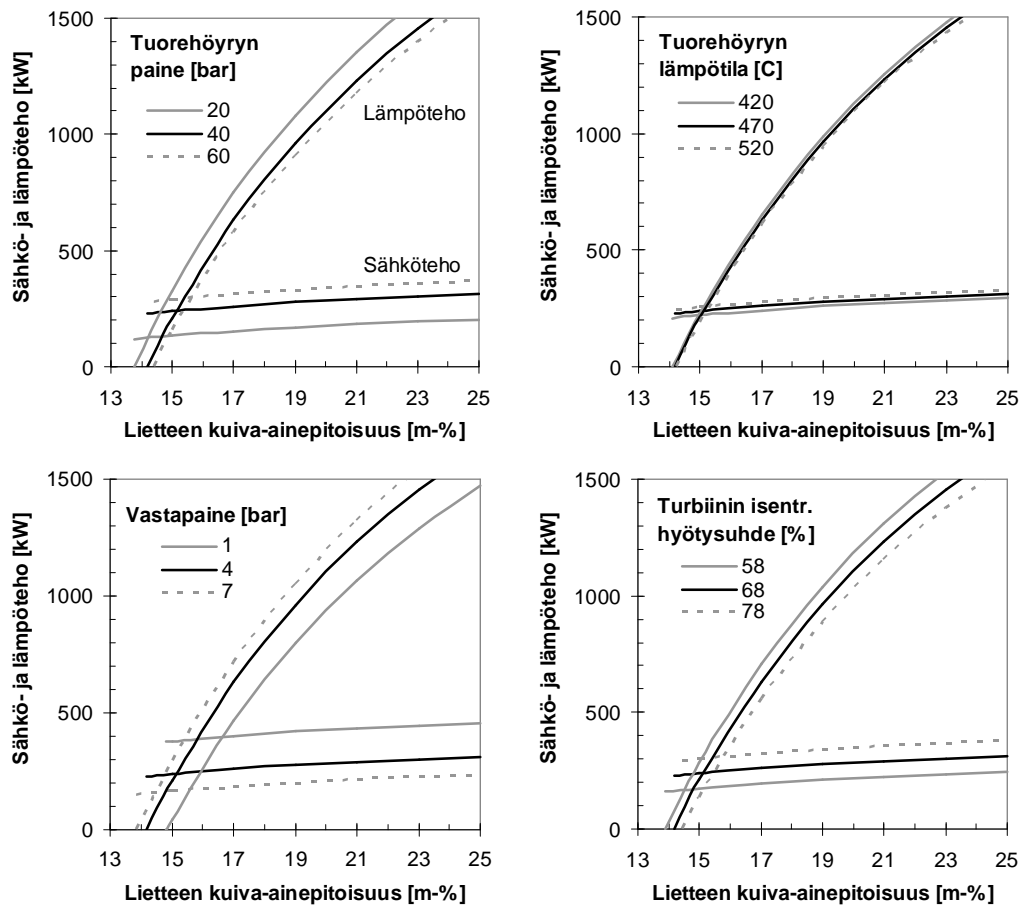 Sähkö- ja lämpöteho [kW]
1500
1000
500
0
Tuorehöyryn
paine [bar]
20
40
60
Lämpöteho
Sähköteho
13 15 17 19 21 23 25
Lietteen kuiva-ainepitoisuus [m-%]
Sähkö- ja lämpöteho [kW]
1500
1000
500
0
Tuorehöyryn
lämpötila [C]
420
470
520
13 15 17 19 21 23 25
Lietteen kuiva-ainepitoisuus [m-%]
Sähkö- ja lämpöteho [kW]
1500
1000
500
0
Vastapaine [bar]
1
4
7
13 15 17 19 21 23 25
Lietteen kuiva-ainepitoisuus [m-%]
Sähkö- ja lämpöteho [kW]
1500
1000
500
0
Turbiinin isentr.
hyötysuhde [%]
58
68
78
13 15 17 19 21 23 25
Lietteen kuiva-ainepitoisuus [m-%]